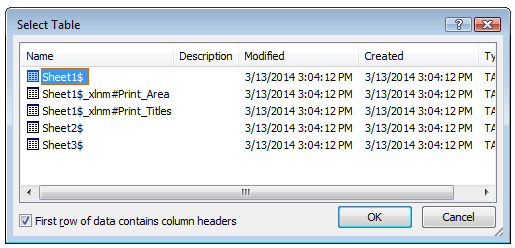 Select Table
Name Description Modified Created Ty
Sheet1$ 3/13/2014 3:04:12 PM 3/13/2014 3:04:12 PM TA
Sheet1$_xlnm#Print_Area 3/13/2014 3:04:12 PM 3/13/2014 3:04:12 PM TA
Sheet1$_xlnm#Print_Titles 3/13/2014 3:04:12 PM 3/13/2014 3:04:12 PM TA
Sheet2$ 3/13/2014 3:04:12 PM 3/13/2014 3:04:12 PM TA
Sheet3$ 3/13/2014 3:04:12 PM 3/13/2014 3:04:12 PM TA
First row of data contains column headers OK Cancel